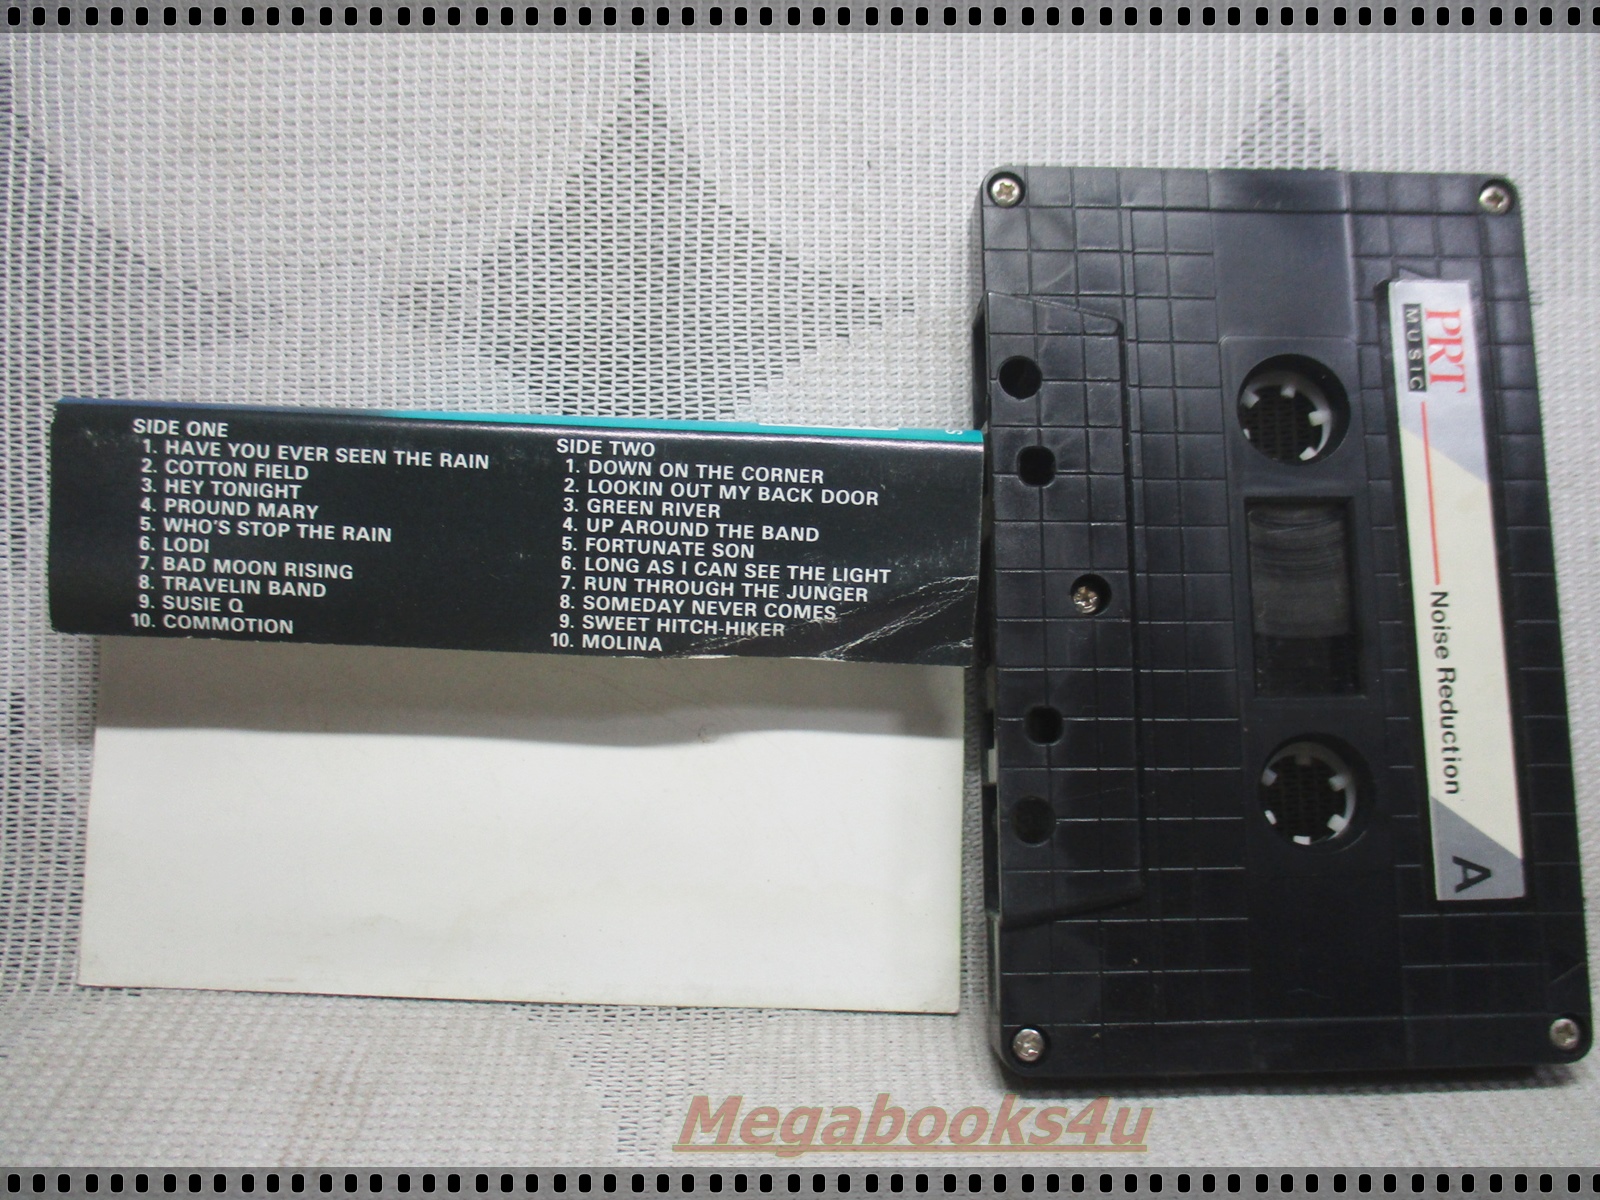 SIDE ONE
1. HAVE YOU EVER SEEN THE RAIN
2. COTTON FIELD
3. HEY TONIGHT
4. PROUND MARY
5. WHO'S STOP THE RAIN
6. LODI
7. BAD MOON RISING
8. TRAVELIN BAND
9. SUSIE Q
10. COMMOTION
SIDE TWO
1. DOWN ON THE CORNER
2. LOOKIN OUT MY BACK DOOR
3. GREEN RIVER
4. UP AROUND THE BAND
5. FORTUNATE SON
6. LONG AS I CAN SEE THE LIGHT
7. RUN THROUGH THE JUNGER
8. SOMEDAY NEVER COMES
9. SWEET HITCH-HIKER
10. MOLINA
S
PRT
MUSIC
Noise Reduction
A
Megabooks4u